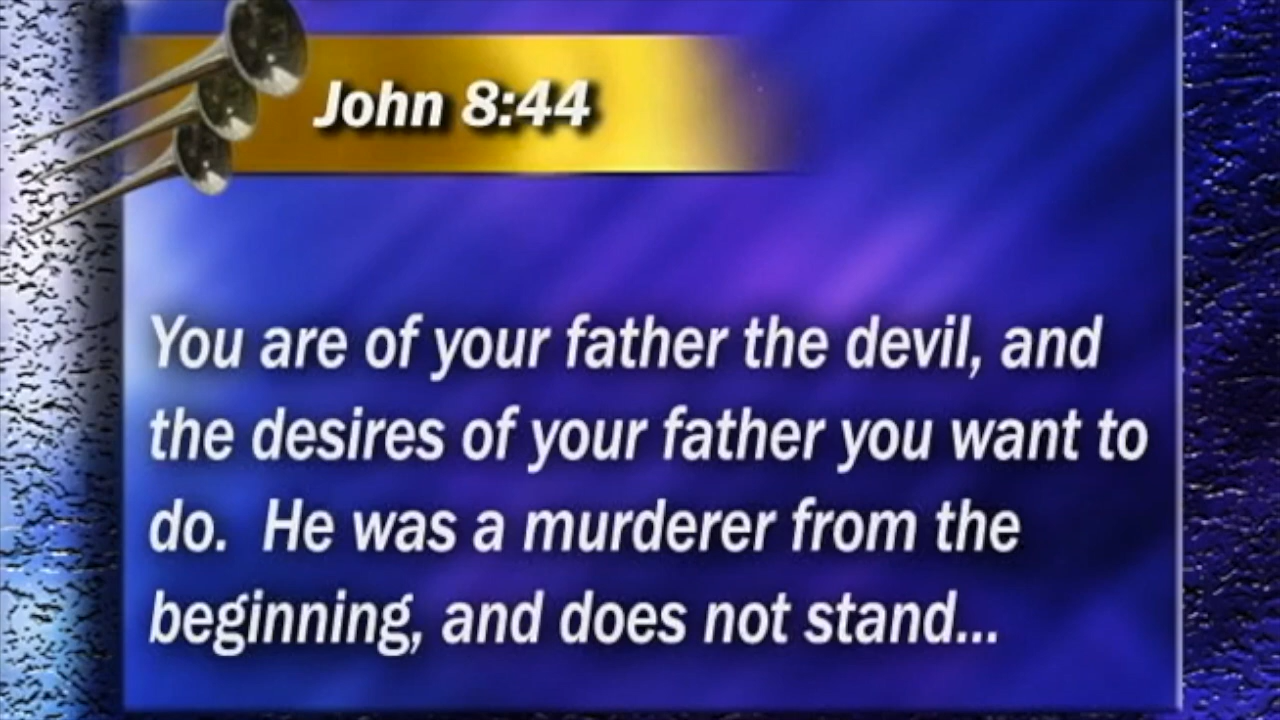 John 8:44
You are of your father the devil, and
the desires of your father you want to
do.  He was a murderer from the
beginning, and does not stand...